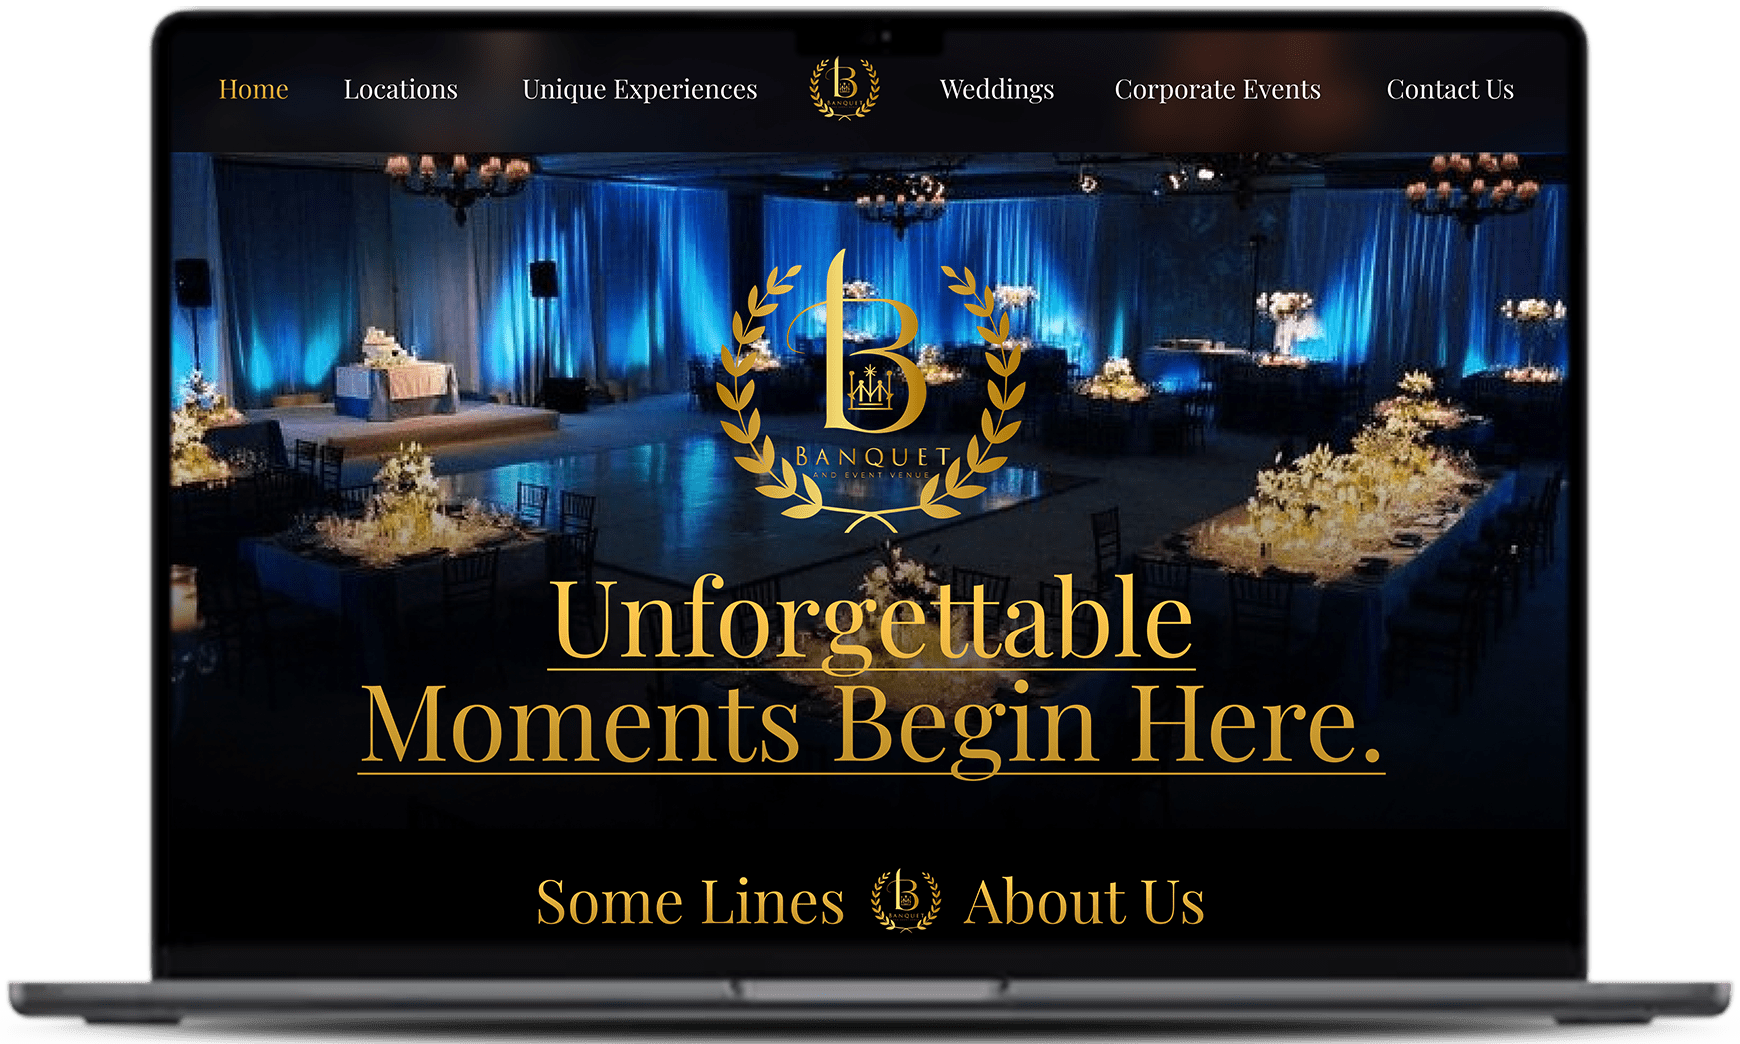 Home Locations Unique Experiences B BANQUET Weddings Corporate Events Contact Us
B
BANQUET
AND EVENT VENUE
Unforgettable
Moments Begin Here.
Some Lines B BANQUET About Us